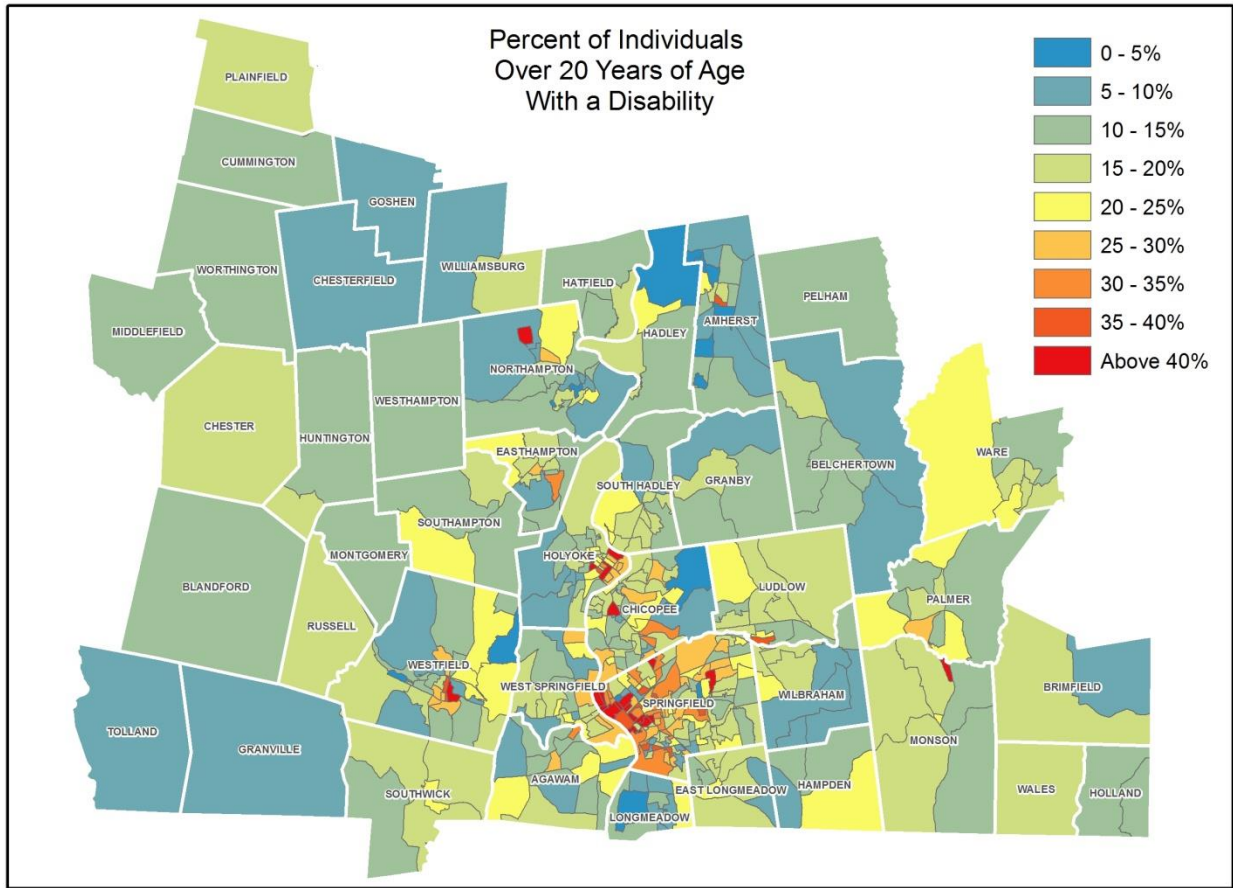 Percent of Individuals
Over 20 Years of Age
With a Disability
0 - 5%
5 - 10%
10 - 15%
15 - 20%
20 - 25%
25 - 30%
30 - 35%
35 - 40%
Above 40%
PLAINFIELD
CUMMINGTON
GOSHEN
WORTHINGTON
CHESTERFIELD
WILLIAMSBURG
HATFIELD
PELHAM
MIDDLEFIELD
HADLEY
AMHERST
NORTHAMPTON
WESTHAMPTON
CHESTER
HUNTINGTON
EASTHAMPTON
WARE
BELCHERTOWN
SOUTH HADLEY
GRANBY
SOUTHAMPTON
MONTGOMERY
HOLYOKE
BLANDFORD
LUDLOW
CHICOPEE
PALMER
RUSSELL
WESTFIELD
WEST SPRINGFIELD
SPRINGFIELD
WILBRAHAM
BRIMFIELD
TOLLAND
GRANVILLE
MONSON
AGAWAM
HAMPDEN
EAST LONGMEADOW
WALES
HOLLAND
SOUTHWICK
LONGMEADOW